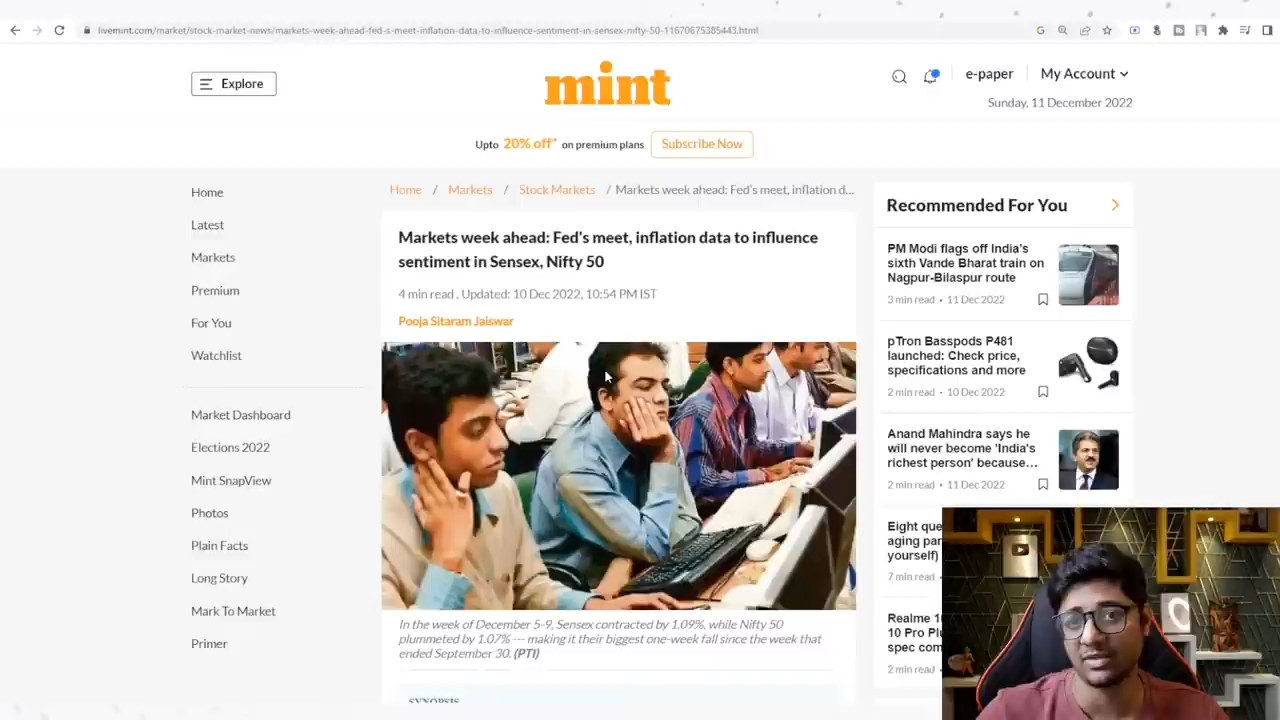 livemint.com/market/stock-market-news/markets-week-ahead-fed-s-meet-inflation-data-to-influence-sentiment-in-sensex-nifty-50-11670675385443.html
Explore
mint
e-paper
My Account
Sunday, 11 December 2022
Upto 20% off* on premium plans
Subscribe Now
Home
Latest
Markets
Premium
For You
Watchlist
Market Dashboard
Elections 2022
Mint SnapView
Photos
Plain Facts
Long Story
Mark To Market
Primer
Home / Markets / Stock Markets / Markets week ahead: Fed's meet, inflation d...
Markets week ahead: Fed's meet, inflation data to influence
sentiment in Sensex, Nifty 50
4 min read . Updated: 10 Dec 2022, 10:54 PM IST
Pooja Sitaram Jaiswar
In the week of December 5-9, Sensex contracted by 1.09%, while Nifty 50
plummeted by 1.07% --- making it their biggest one-week fall since the week that
ended September 30. (PTI)
SYNOPSIS
Recommended For You
PM Modi flags off India's
sixth Vande Bharat train on
Nagpur-Bilaspur route
3 min read • 11 Dec 2022
pTron Basspods P481
launched: Check price,
specifications and more
2 min read • 10 Dec 2022
Anand Mahindra says he
will never become 'India's
richest person' because...
2 min read • 11 Dec 2022
Eight que
aging par
yourself)
7 min read
Realme 10
10 Pro Plu
spec com
2 min read